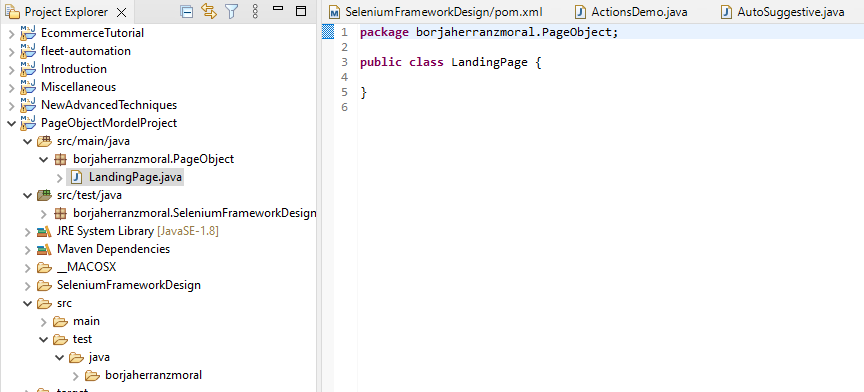 Project Explorer
EcommerceTutorial
fleet-automation
Introduction
Miscellaneous
NewAdvancedTechniques
PageObjectMordelProject
src/main/java
borjaherranzmoral.PageObject
LandingPage.java
src/test/java
borjaherranzmoral.SeleniumFrameworkDesign
JRE System Library [JavaSE-1.8]
Maven Dependencies
__MACOSX
SeleniumFrameworkDesign
src
main
test
java
borjaherranzmoral
target
SeleniumFrameworkDesign/pom.xml
ActionsDemo.java
AutoSuggestive.java
1 package borjaherranzmoral.PageObject;
2
3 public class LandingPage {
4
5 }
6